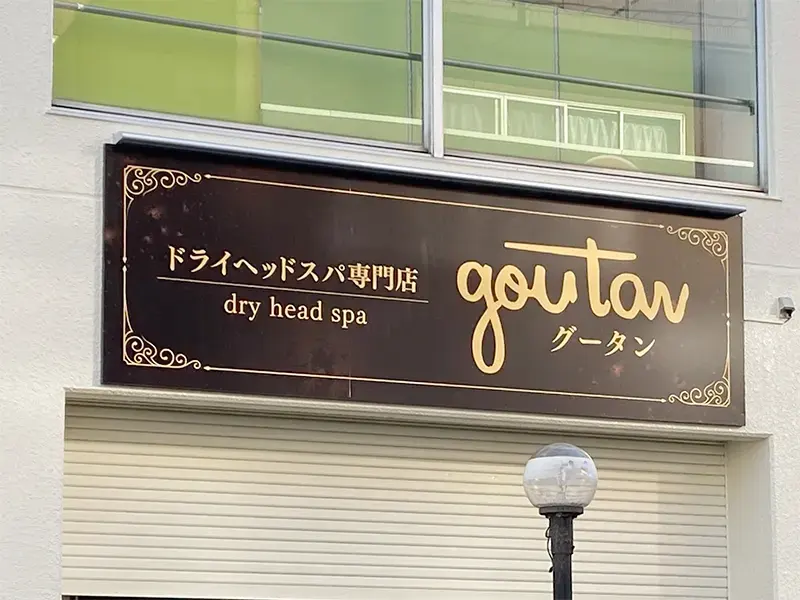 ドライヘッドスパ専門店
dry head spa
goutan
グータン